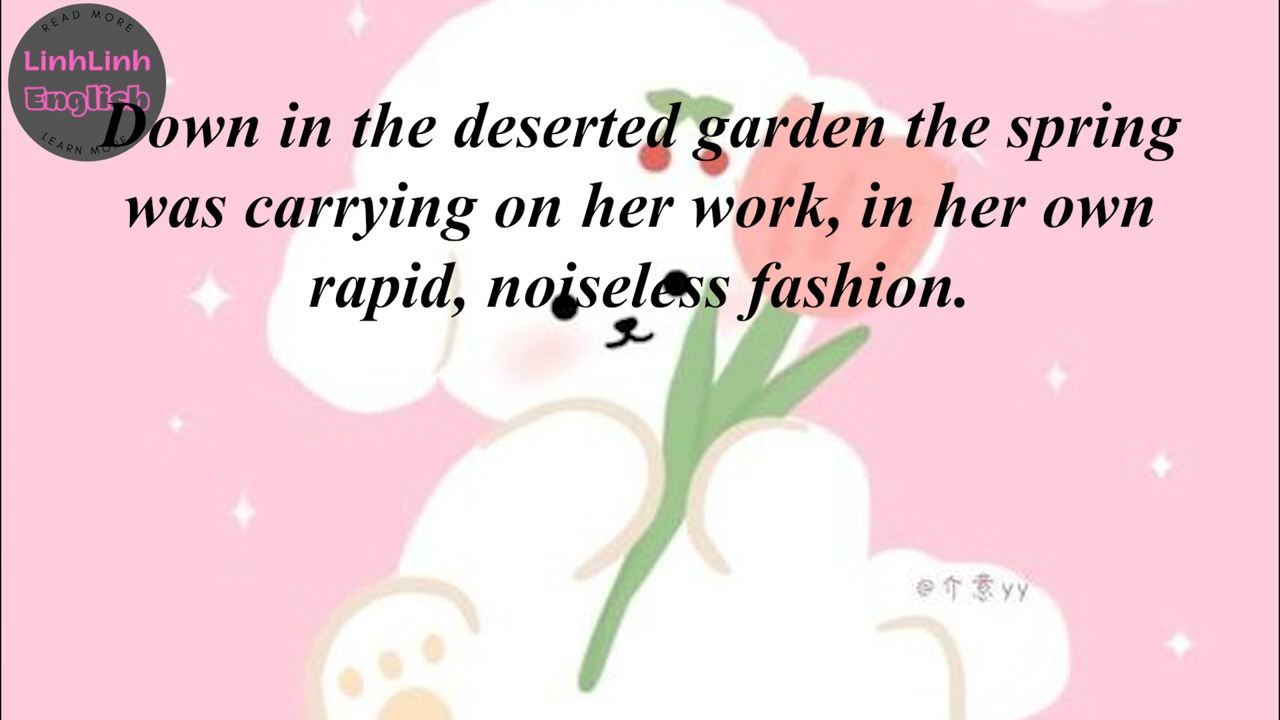 READ MORE
LinhLinh
English
LEARN MORE
Down in the deserted garden the spring
was carrying on her work, in her own
rapid, noiseless fashion.
@介意yy